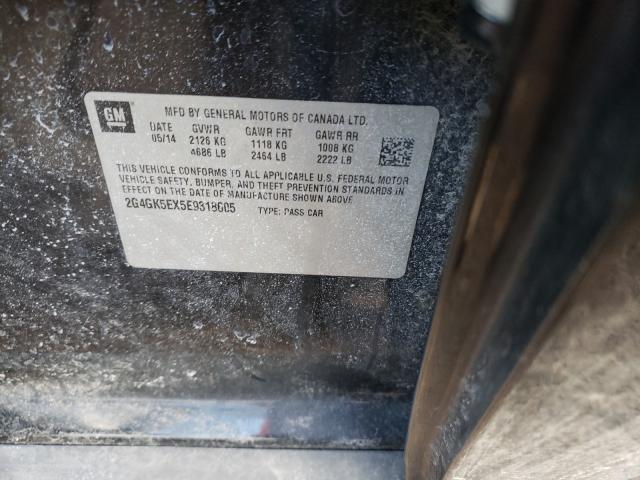 GM
MFD BY GENERAL MOTORS OF CANADA LTD.
DATE GVWR GAWR FRT GAWR RR
05/14 2126 KG 1118 KG 1008 KG
4686 LB 2464 LB 2222 LB
THIS VEHICLE CONFORMS TO ALL APPLICABLE U.S. FEDERAL MOTOR
VEHICLE SAFETY, BUMPER, AND THEFT PREVENTION STANDARDS IN
EFFECT ON THE DATE OF MANUFACTURE SHOWN ABOVE.
TYPE: PASS CAR